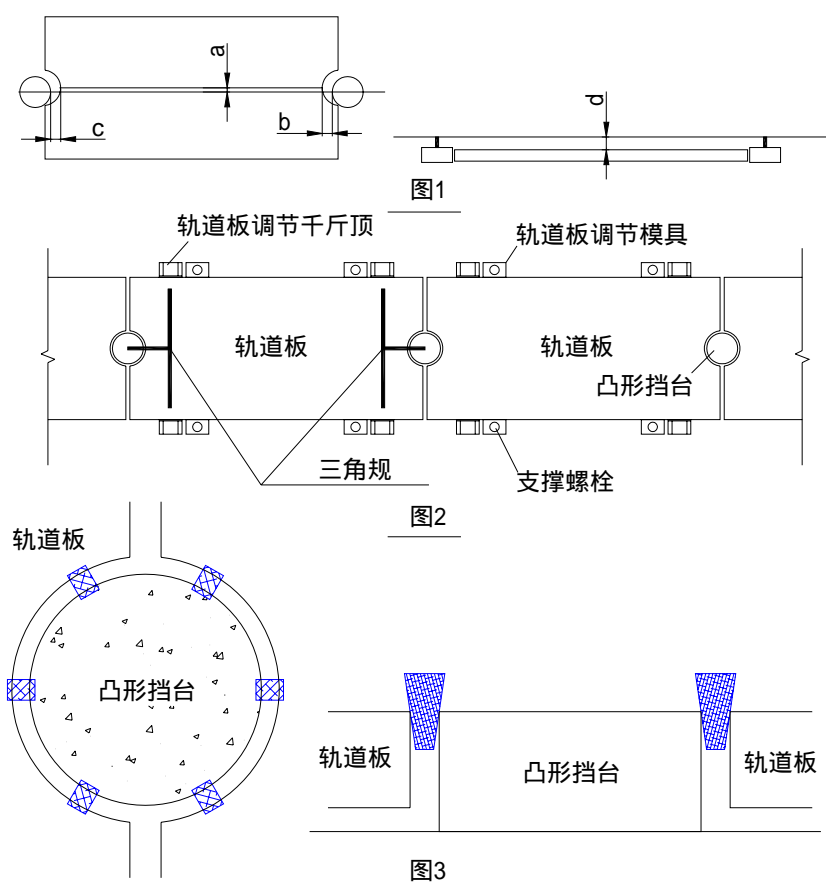 a
c
b
d
图1
轨道板调节千斤顶
轨道板调节模具
轨道板
轨道板
凸形挡台
三角规
支撑螺栓
图2
轨道板
凸形挡台
轨道板
凸形挡台
轨道板
图3